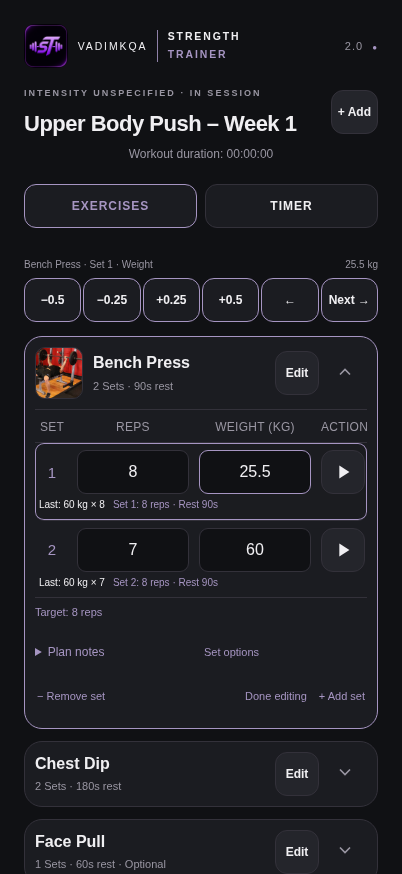 ST
VADIMKQA
STRENGTH
TRAINER
2.0
INTENSITY UNSPECIFIED · IN SESSION
Upper Body Push – Week 1
+ Add
Workout duration: 00:00:00
EXERCISES
TIMER
Bench Press · Set 1 · Weight
25.5 kg
−0.5
−0.25
+0.25
+0.5
←
Next →
Bench Press
2 Sets · 90s rest
Edit
SET REPS WEIGHT (KG) ACTION
1 8 25.5
Last: 60 kg × 8 Set 1: 8 reps · Rest 90s
2 7 60
Last: 60 kg × 7 Set 2: 8 reps · Rest 90s
Target: 8 reps
Plan notes
Set options
− Remove set
Done editing
+ Add set
Chest Dip
2 Sets · 180s rest
Edit
Face Pull
1 Sets · 60s rest · Optional
Edit